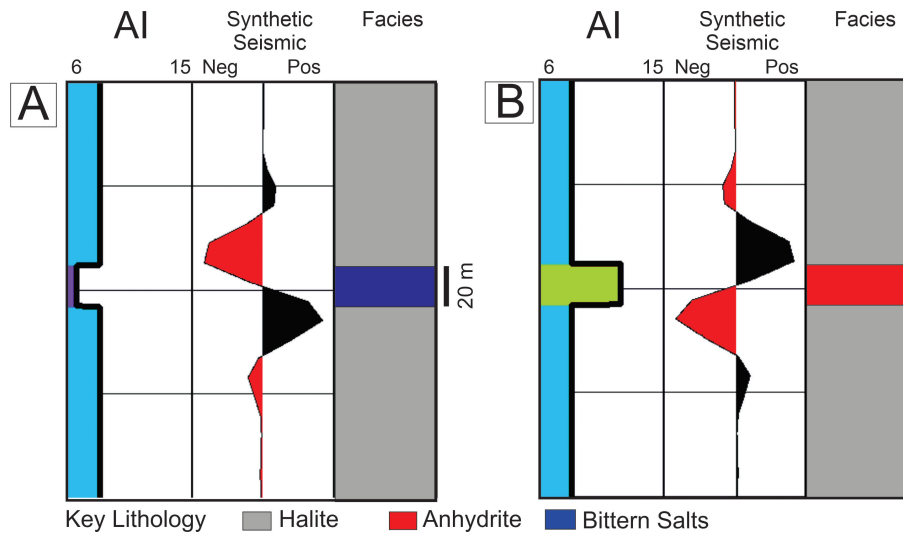 AI
Synthetic
Seismic
Facies
6 15 Neg Pos
A
20 m
AI
Synthetic
Seismic
Facies
6 15 Neg Pos
B
Key Lithology Halite Anhydrite Bittern Salts